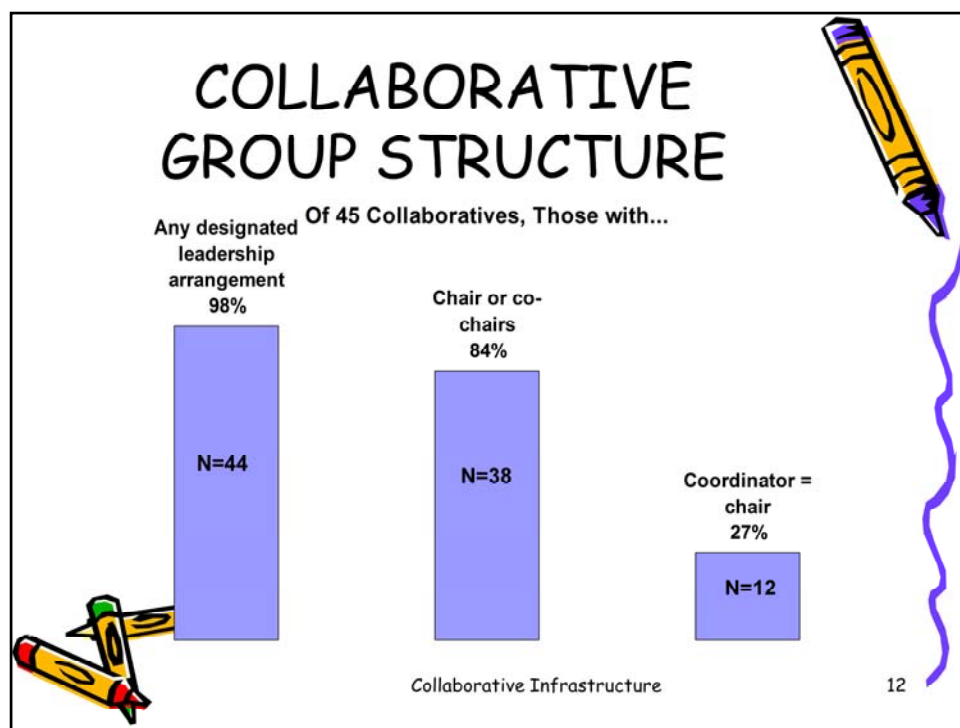 COLLABORATIVE
GROUP STRUCTURE
Of 45 Collaboratives, Those with...
Any designated
leadership
arrangement
98%
N=44
Chair or co-
chairs
84%
N=38
Coordinator =
chair
27%
N=12
Collaborative Infrastructure
12